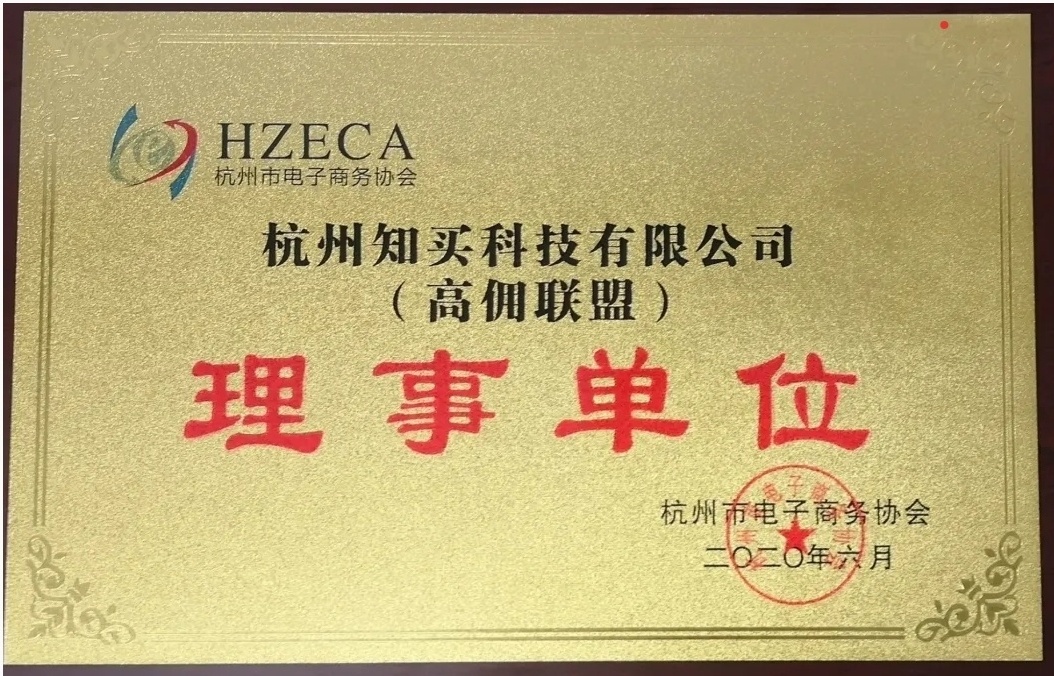 HZECA
杭州市电子商务协会
杭州知买科技有限公司
（高佣联盟）
理事单位
杭州市电子商务协会
二〇二〇年六月